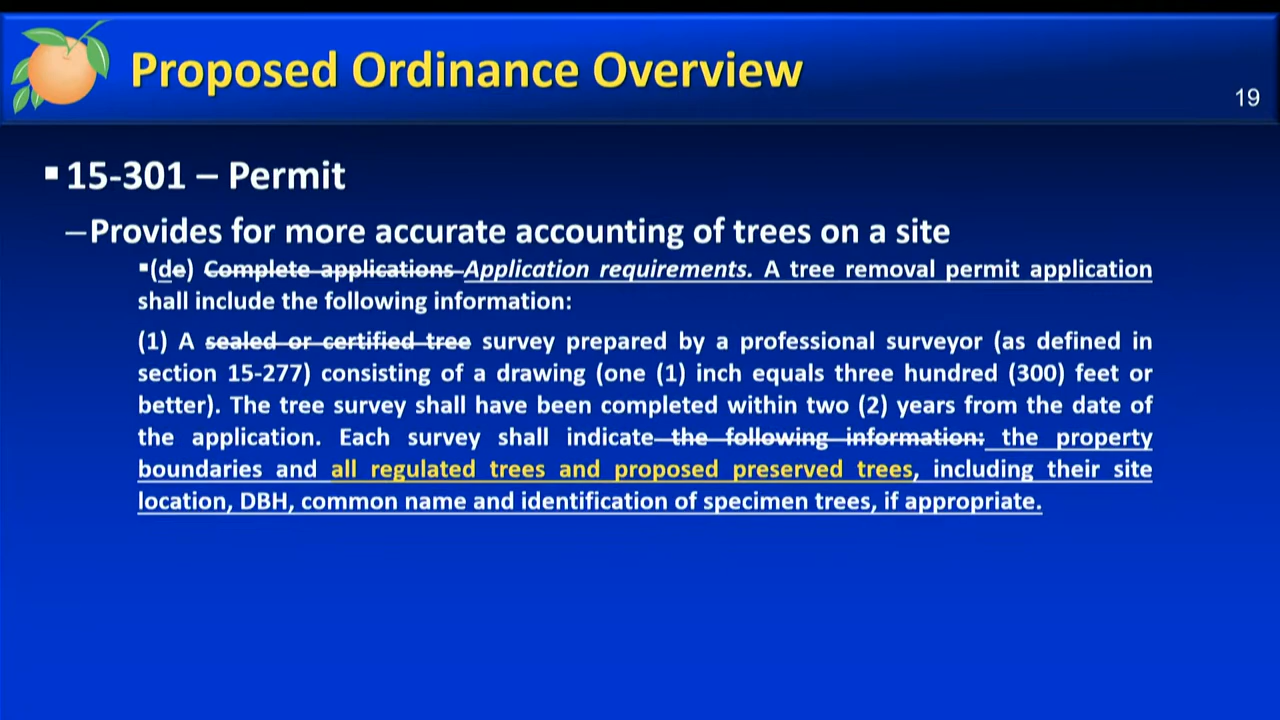 Proposed Ordinance Overview
19
▪ 15-301 – Permit
– Provides for more accurate accounting of trees on a site
▪(de) Complete applications Application requirements. A tree removal permit application
shall include the following information:
(1) A sealed or certified tree survey prepared by a professional surveyor (as defined in
section 15-277) consisting of a drawing (one (1) inch equals three hundred (300) feet or
better). The tree survey shall have been completed within two (2) years from the date of
the application. Each survey shall indicate the following information: the property
boundaries and all regulated trees and proposed preserved trees, including their site
location, DBH, common name and identification of specimen trees, if appropriate.